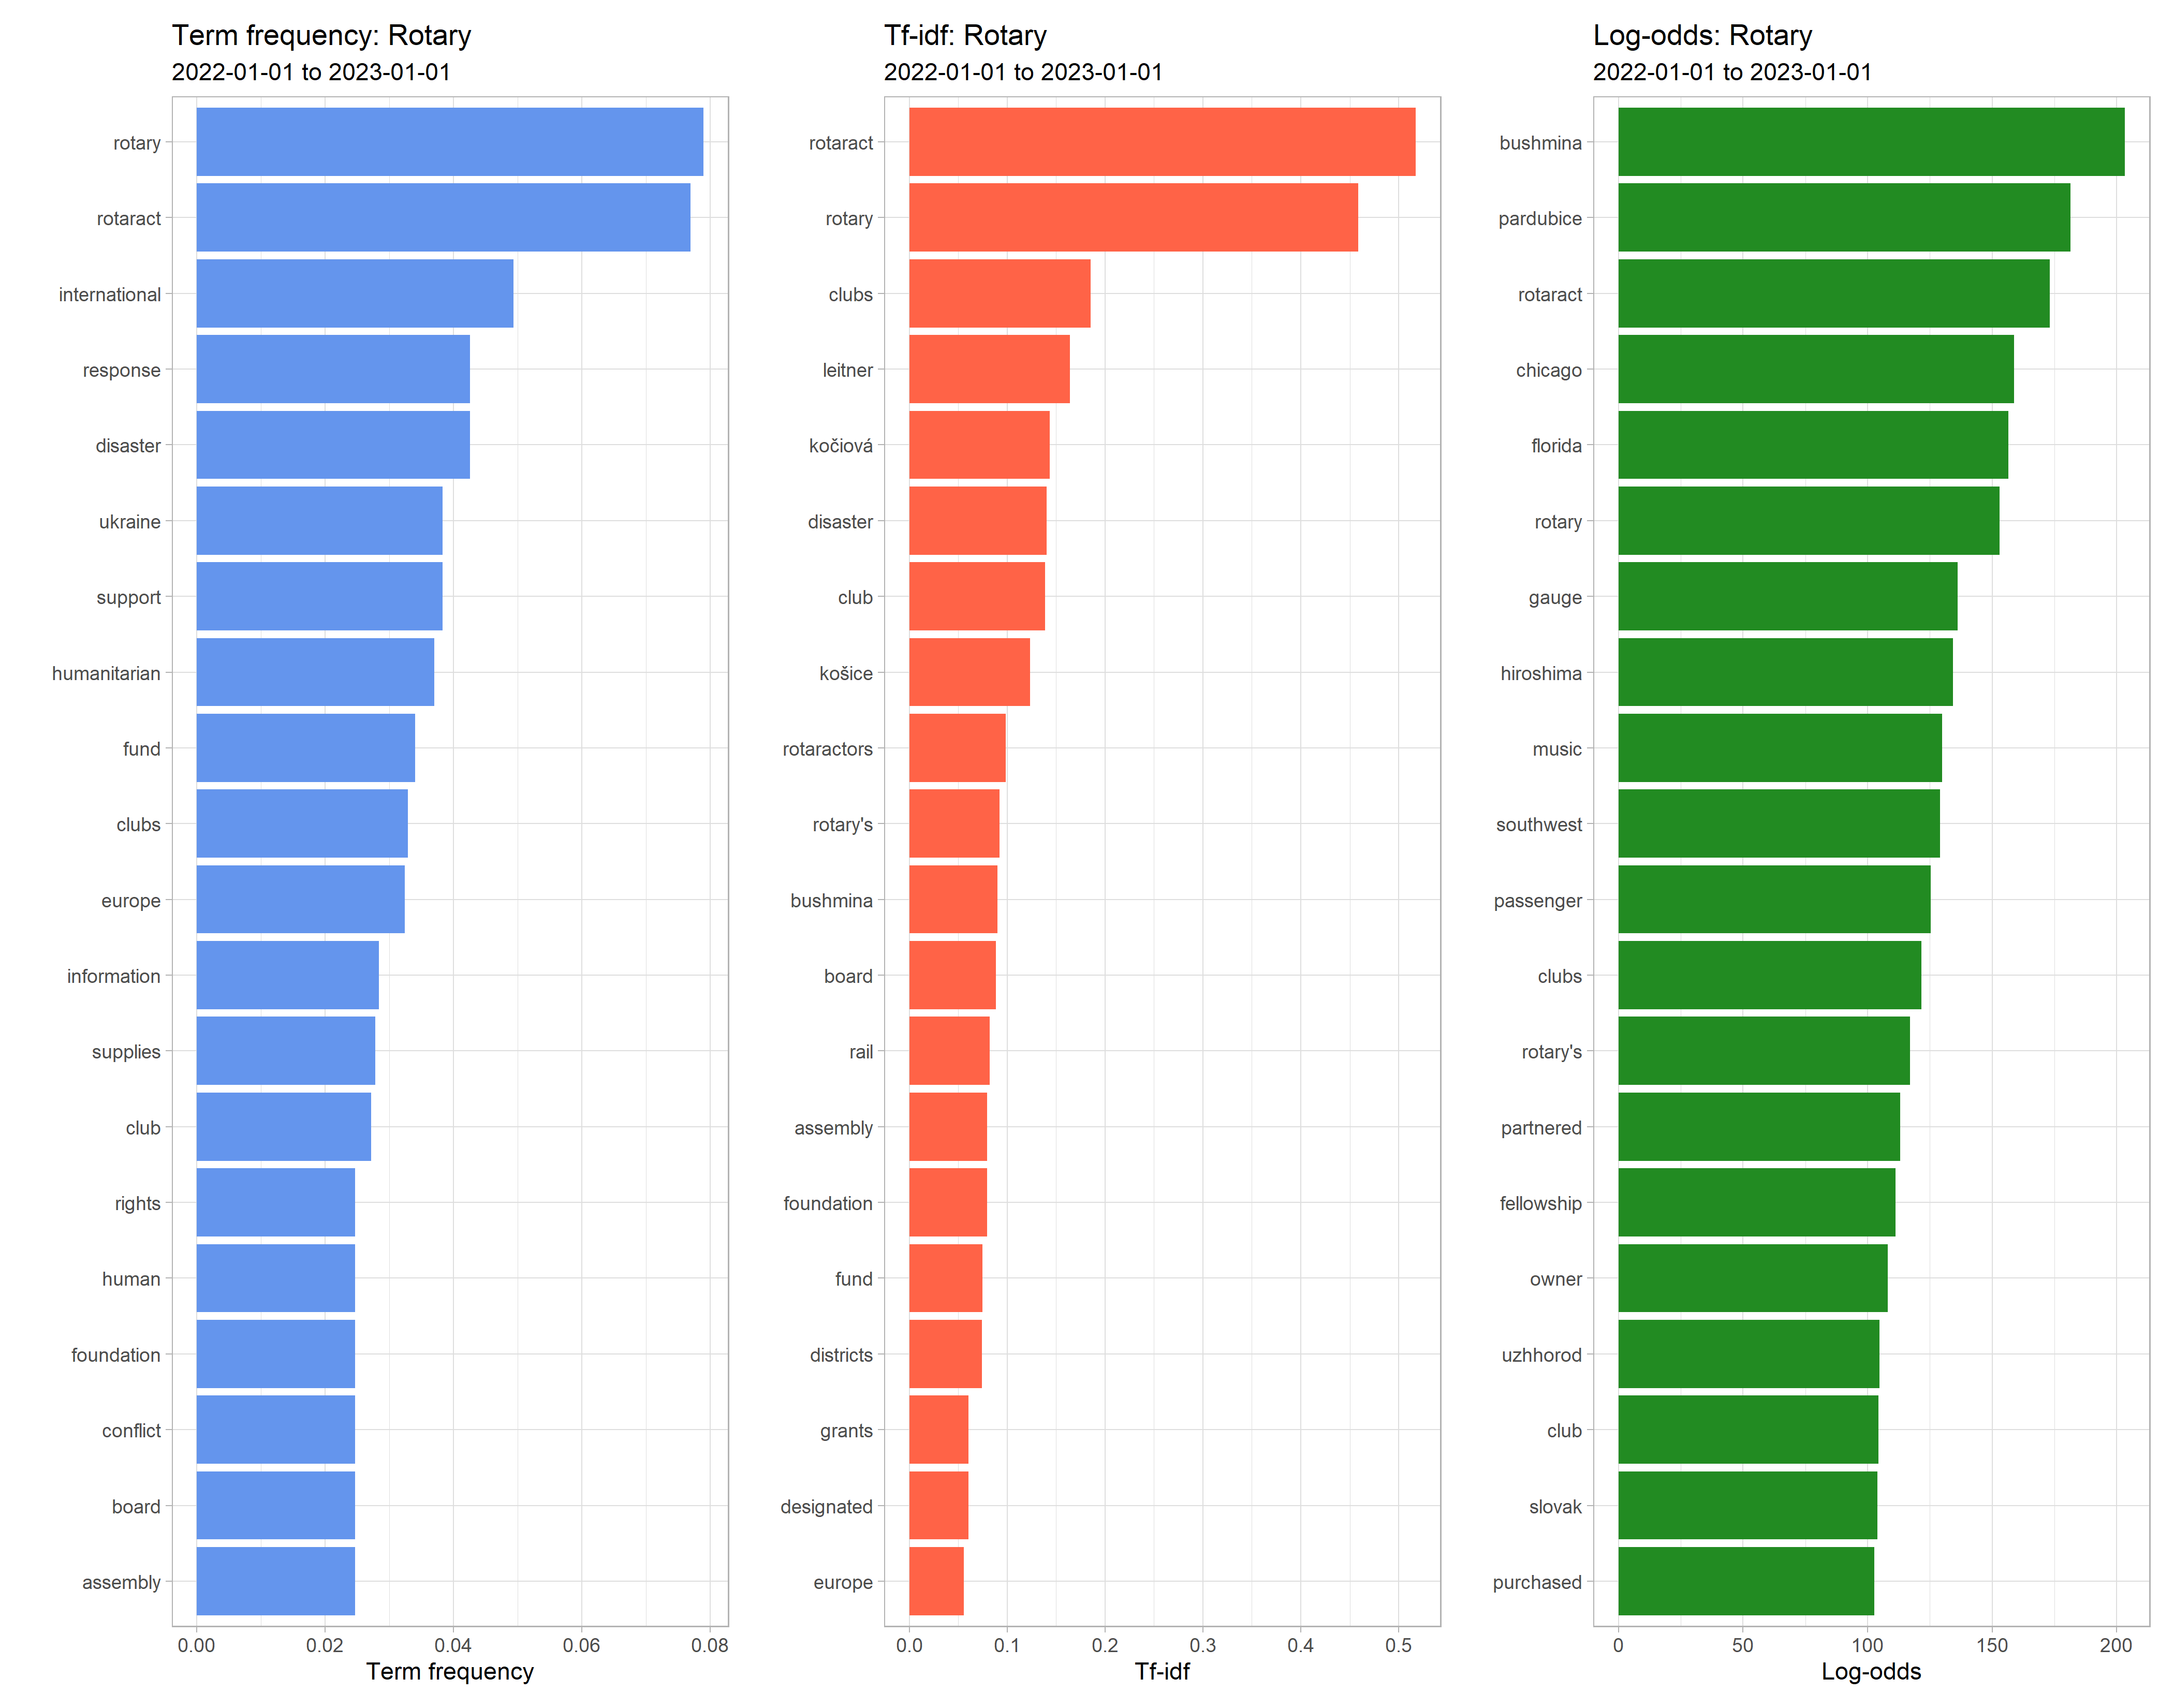 Term frequency: Rotary
2022-01-01 to 2023-01-01
rotary
rotaract
international
response
disaster
ukraine
support
humanitarian
fund
clubs
europe
information
supplies
club
rights
human
foundation
conflict
board
assembly
0.00 0.02 0.04 0.06 0.08
Term frequency
Tf-idf: Rotary
2022-01-01 to 2023-01-01
rotaract
rotary
clubs
leitner
kočiová
disaster
club
košice
rotaractors
rotary's
bushmina
board
rail
assembly
foundation
fund
districts
grants
designated
europe
0.0 0.1 0.2 0.3 0.4 0.5
Tf-idf
Log-odds: Rotary
2022-01-01 to 2023-01-01
bushmina
pardubice
rotaract
chicago
florida
rotary
gauge
hiroshima
music
southwest
passenger
clubs
rotary's
partnered
fellowship
owner
uzhhorod
club
slovak
purchased
0 50 100 150 200
Log-odds